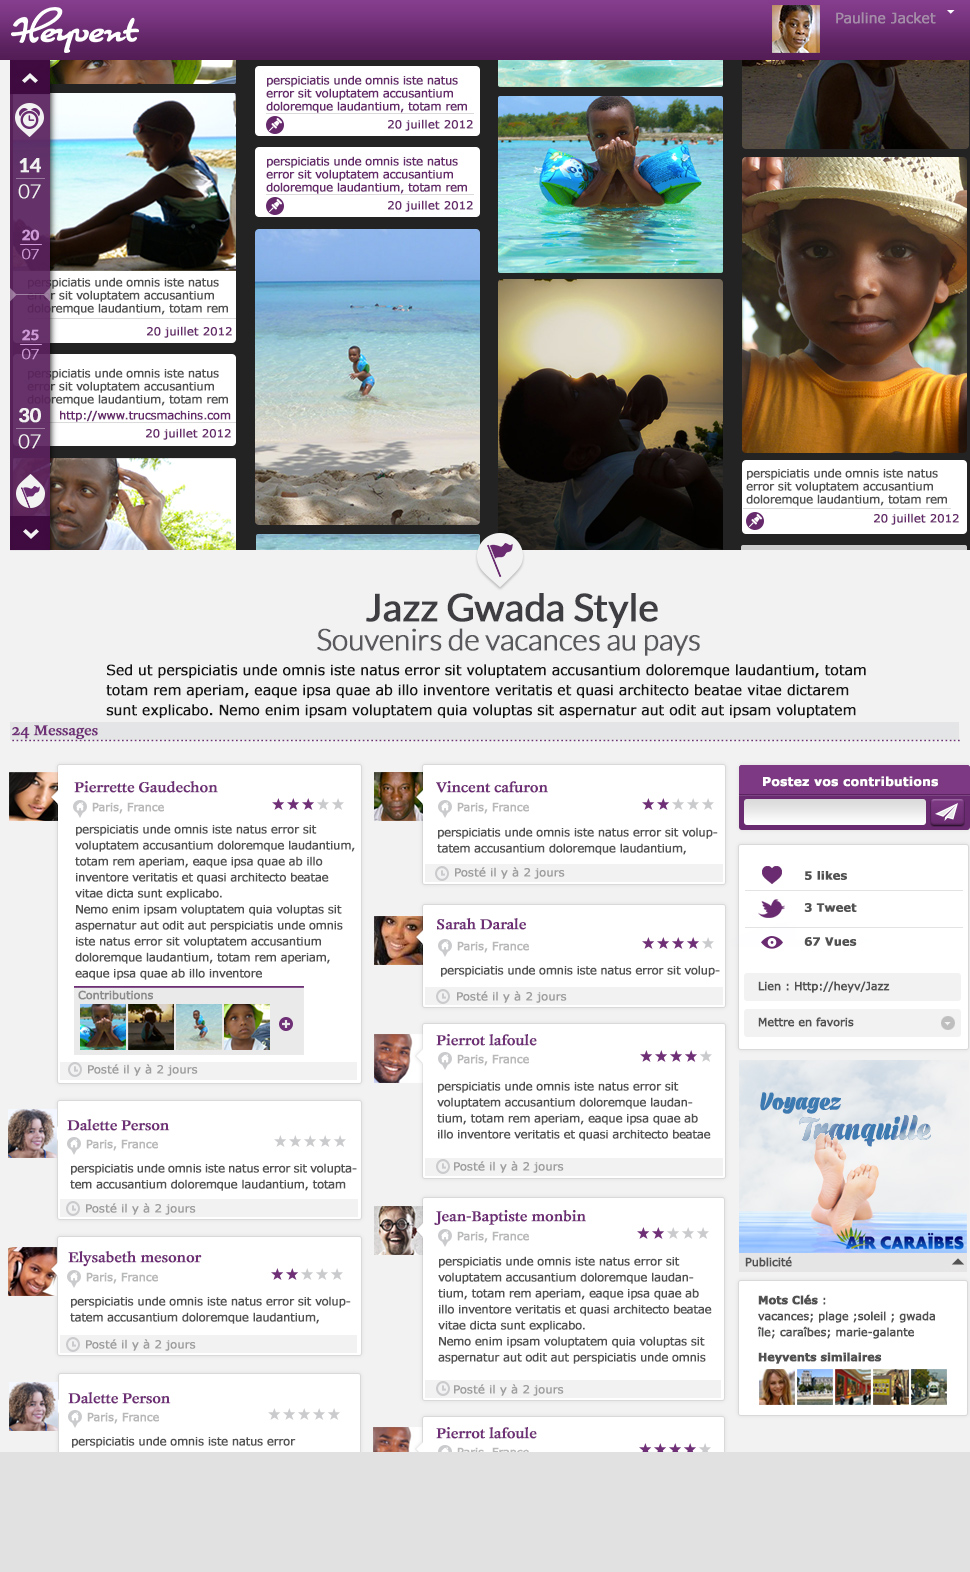 Heyvent
Pauline Jacket
14
07
20
07
25
07
30
07
perspiciatis unde omnis iste natus
error sit voluptatem accusantium
doloremque laudantium, totam rem
20 juillet 2012
perspiciatis unde omnis iste natus
error sit voluptatem accusantium
doloremque laudantium, totam rem
http://www.trucsmachins.com
20 juillet 2012
perspiciatis unde omnis iste natus
error sit voluptatem accusantium
doloremque laudantium, totam rem
20 juillet 2012
perspiciatis unde omnis iste natus
error sit voluptatem accusantium
doloremque laudantium, totam rem
20 juillet 2012
perspiciatis unde omnis iste natus
error sit voluptatem accusantium
doloremque laudantium, totam rem
20 juillet 2012
Jazz Gwada Style
Souvenirs de vacances au pays
Sed ut perspiciatis unde omnis iste natus error sit voluptatem accusantium doloremque laudantium, totam
totam rem aperiam, eaque ipsa quae ab illo inventore veritatis et quasi architecto beatae vitae dictarem
sunt explicabo. Nemo enim ipsam voluptatem quia voluptas sit aspernatur aut odit aut ipsam voluptatem
24 Messages
Pierrette Gaudechon
Paris, France
perspiciatis unde omnis iste natus error sit
voluptatem accusantium doloremque laudantium,
totam rem aperiam, eaque ipsa quae ab illo
inventore veritatis et quasi architecto beatae
vitae dicta sunt explicabo.
Nemo enim ipsam voluptatem quia voluptas sit
aspernatur aut odit aut perspiciatis unde omnis
iste natus error sit voluptatem accusantium
doloremque laudantium, totam rem aperiam,
eaque ipsa quae ab illo inventore
Contributions
Posté il y à 2 jours
Dalette Person
Paris, France
perspiciatis unde omnis iste natus error sit volupta-
tem accusantium doloremque laudantium, totam
Posté il y à 2 jours
Elysabeth mesonor
Paris, France
perspiciatis unde omnis iste natus error sit volup-
tatem accusantium doloremque laudantium,
Posté il y à 2 jours
Dalette Person
Paris, France
perspiciatis unde omnis iste natus error
Vincent cafuron
Paris, France
perspiciatis unde omnis iste natus error sit volup-
tatem accusantium doloremque laudantium,
Posté il y à 2 jours
Sarah Darale
Paris, France
perspiciatis unde omnis iste natus error sit volup-
Posté il y à 2 jours
Pierrot lafoule
Paris, France
perspiciatis unde omnis iste natus error sit
voluptatem accusantium doloremque laudan-
tium, totam rem aperiam, eaque ipsa quae ab
illo inventore veritatis et quasi architecto beatae
Posté il y à 2 jours
Jean-Baptiste monbin
Paris, France
perspiciatis unde omnis iste natus error sit
voluptatem accusantium doloremque laudan-
tium, totam rem aperiam, eaque ipsa quae ab
illo inventore veritatis et quasi architecto beatae
vitae dicta sunt explicabo.
Nemo enim ipsam voluptatem quia voluptas sit
aspernatur aut odit aut perspiciatis unde omnis
Posté il y à 2 jours
Pierrot lafoule
Paris, France
Postez vos contributions
5 likes
3 Tweet
67 Vues
Lien : Http://heyv/Jazz
Mettre en favoris
Voyagez
Tranquille
AIR CARAÏBES
Publicité
Mots Clés :
vacances; plage ;soleil ; gwada
île; caraîbes; marie-galante
Heyvents similaires